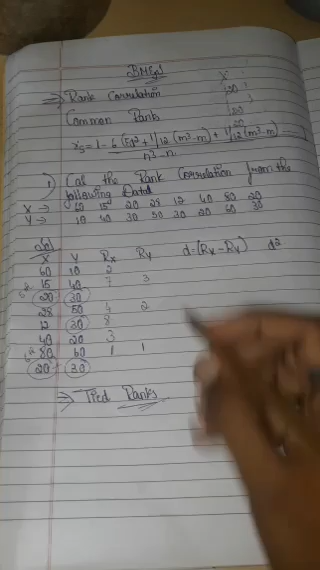 BMEgy
X
⇒ Rank Correlation
Common Ranks
rs = 1 - 6 (Σd² + 1/12 (m³-m) + 1/12 (m³-m) ......
n³ - n
1) Cal the Rank Correlation from the
following Data
X → 60 15 20 28 12 40 80 20
Y → 10 40 30 50 30 20 60 30
Sol
X Y Rx Ry d=(Rx - Ry) d²
60 10 2
15 40 7 3
20 30
28 50 4 2
12 30 8
40 20 3
80 60 1 1
20 30
⇒ Tied Ranks